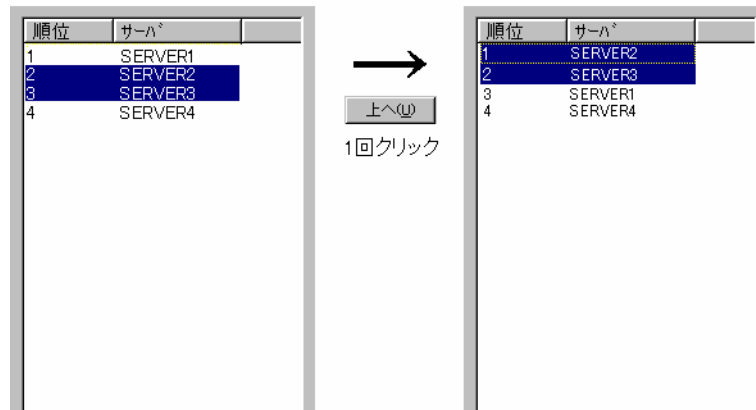 順位 サーバ
1 SERVER1
2 SERVER2
3 SERVER3
4 SERVER4
上へ(U)
1回クリック
順位 サーバ
1 SERVER2
2 SERVER3
3 SERVER1
4 SERVER4